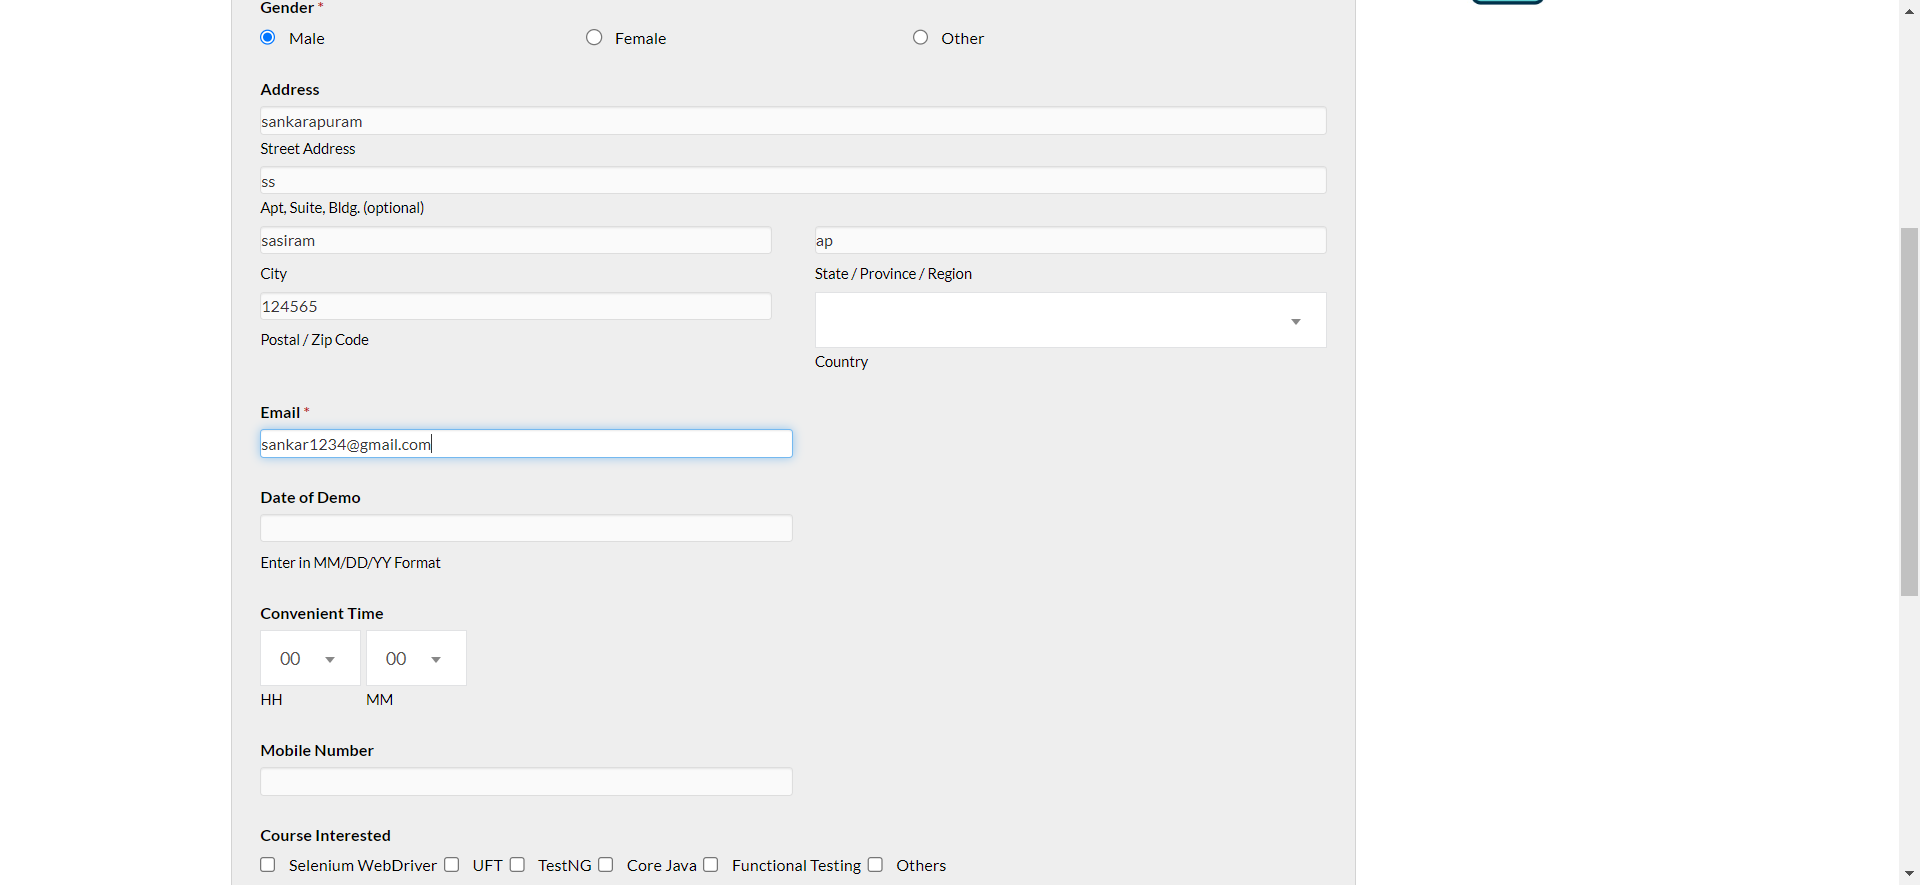 Gender *
Male Female Other
Address
sankarapuram
Street Address
ss
Apt, Suite, Bldg. (optional)
sasiram ap
City State / Province / Region
124565
Postal / Zip Code
Country
Email *
sankar1234@gmail.com
Date of Demo
Enter in MM/DD/YY Format
Convenient Time
00 00
HH MM
Mobile Number
Course Interested
Selenium WebDriver UFT TestNG Core Java Functional Testing Others